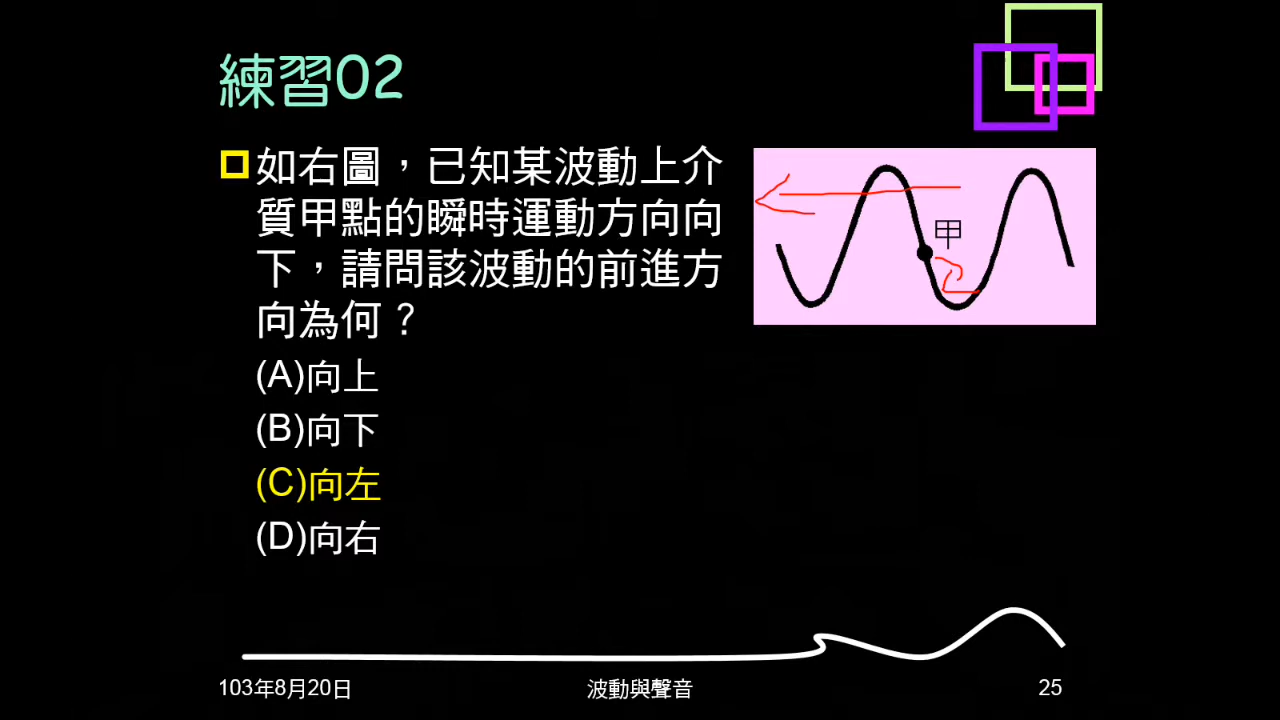 練習02
如右圖，已知某波動上介
質甲點的瞬時運動方向向
下，請問該波動的前進方
向為何？
(A)向上
(B)向下
(C)向左
(D)向右
甲
103年8月20日
波動與聲音
25